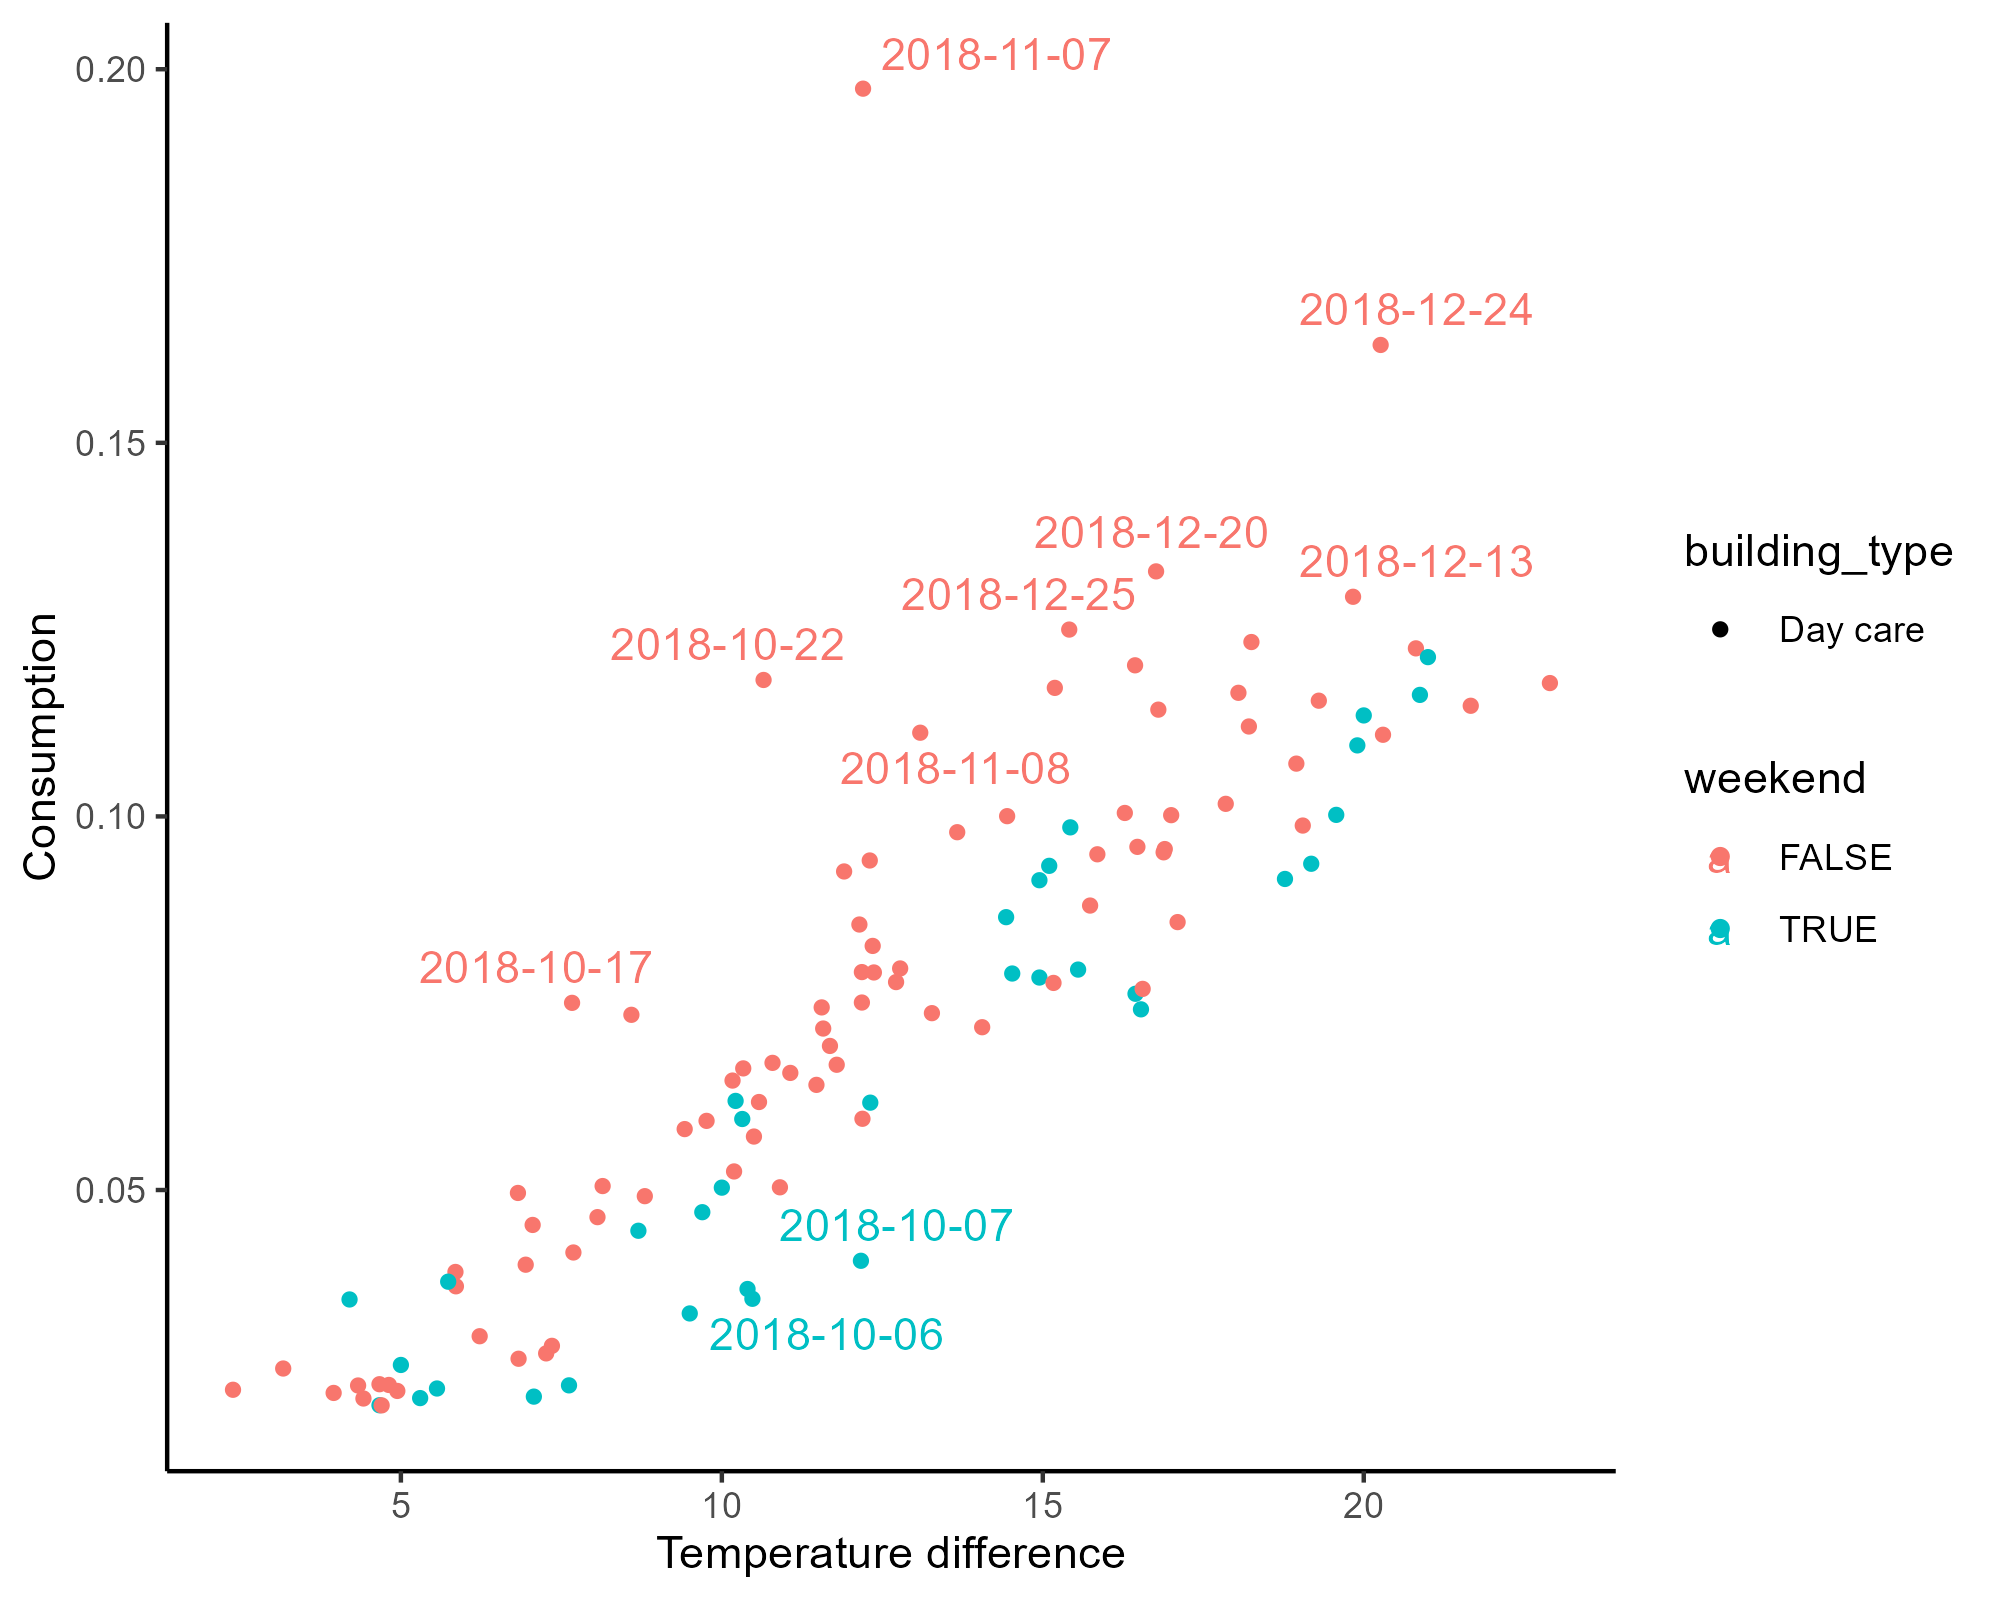 2018-11-07
0.20
2018-12-24
0.15
2018-12-20
2018-12-13
2018-12-25
2018-10-22
2018-11-08
0.10
2018-10-17
0.05
2018-10-07
2018-10-06
5
10
15
20
Temperature difference
Consumption
building_type
Day care
weekend
a FALSE
a TRUE